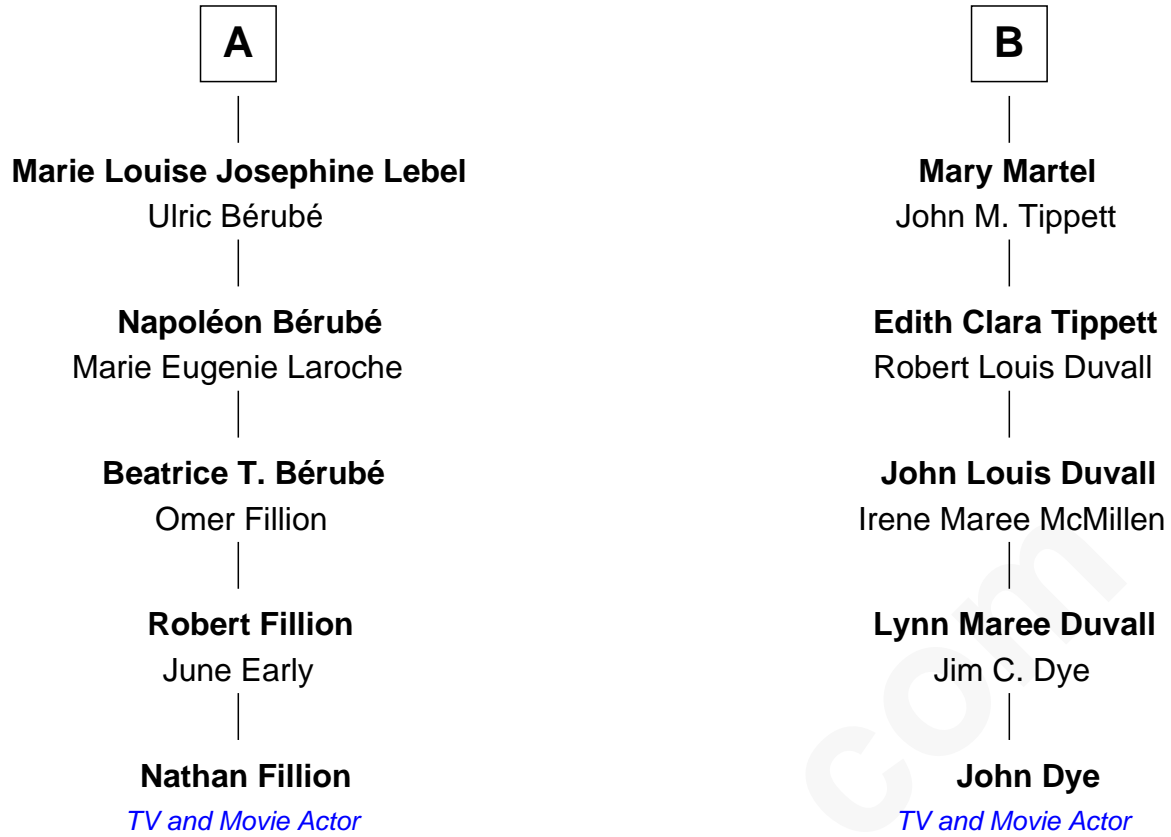 A
Marie Louise Josephine Lebel
Ulric Bérubé
Napoléon Bérubé
Marie Eugenie Laroche
Beatrice T. Bérubé
Omer Fillion
Robert Fillion
June Early
Nathan Fillion
TV and Movie Actor
B
Mary Martel
John M. Tippett
Edith Clara Tippett
Robert Louis Duvall
John Louis Duvall
Irene Maree McMillen
Lynn Maree Duvall
Jim C. Dye
John Dye
TV and Movie Actor
com